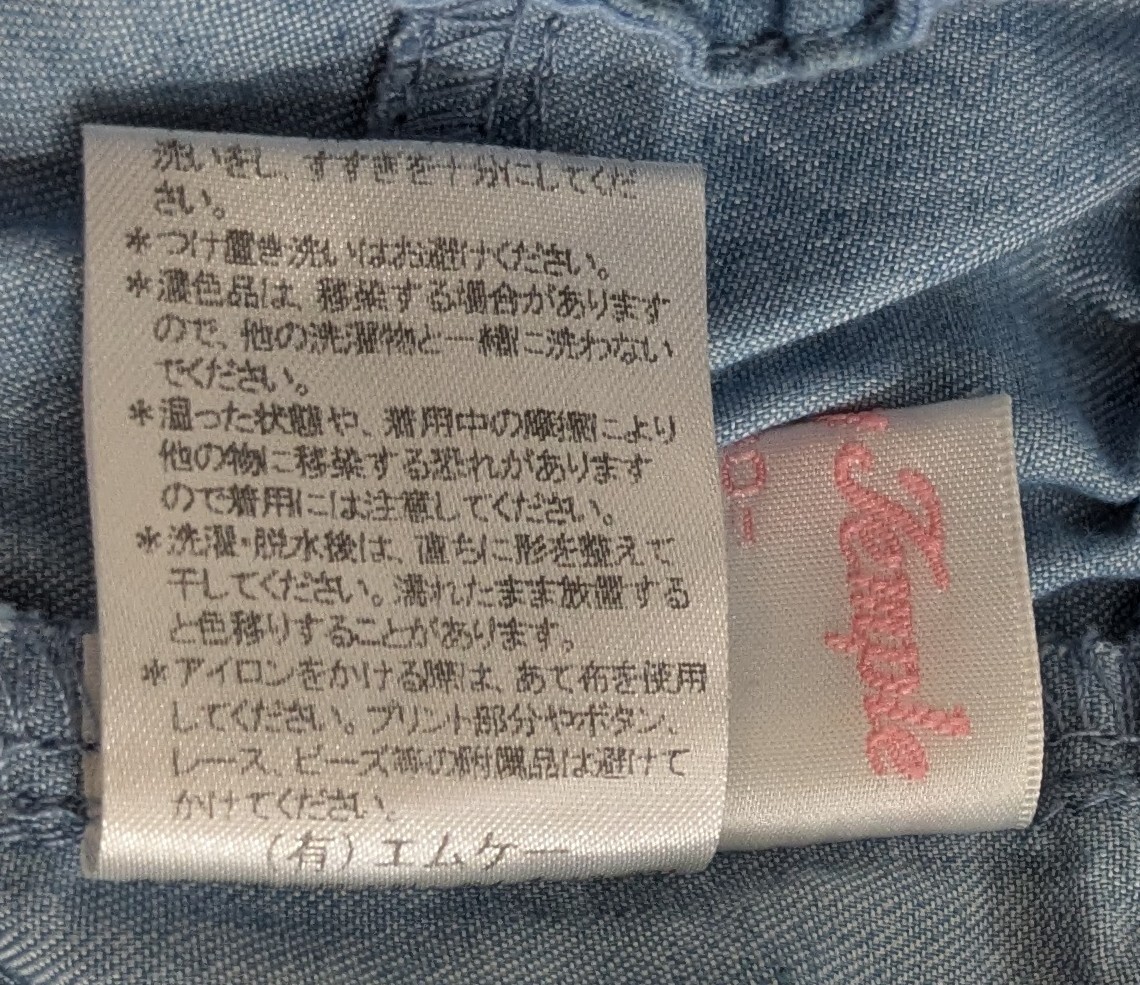 洗いをし、すすぎを十分にしてくだ
さい。
*つけ置き洗いはお避けください。
*濃色品は、移染する場合があります
ので、他の洗濯物と一緒に洗わない
でください。
*湿った状態や、着用中の摩擦により
他の物に移染する恐れがあります
ので着用には注意してください。
*洗濯・脱水後は、直ちに形を整えて
干してください。濡れたまま放置する
と色移りすることがあります。
*アイロンをかける際は、あて布を使用
してください。プリント部分やボタン、
レース、ビーズ等の附属品は避けて
かけてください。
(有)エムケー
Temple